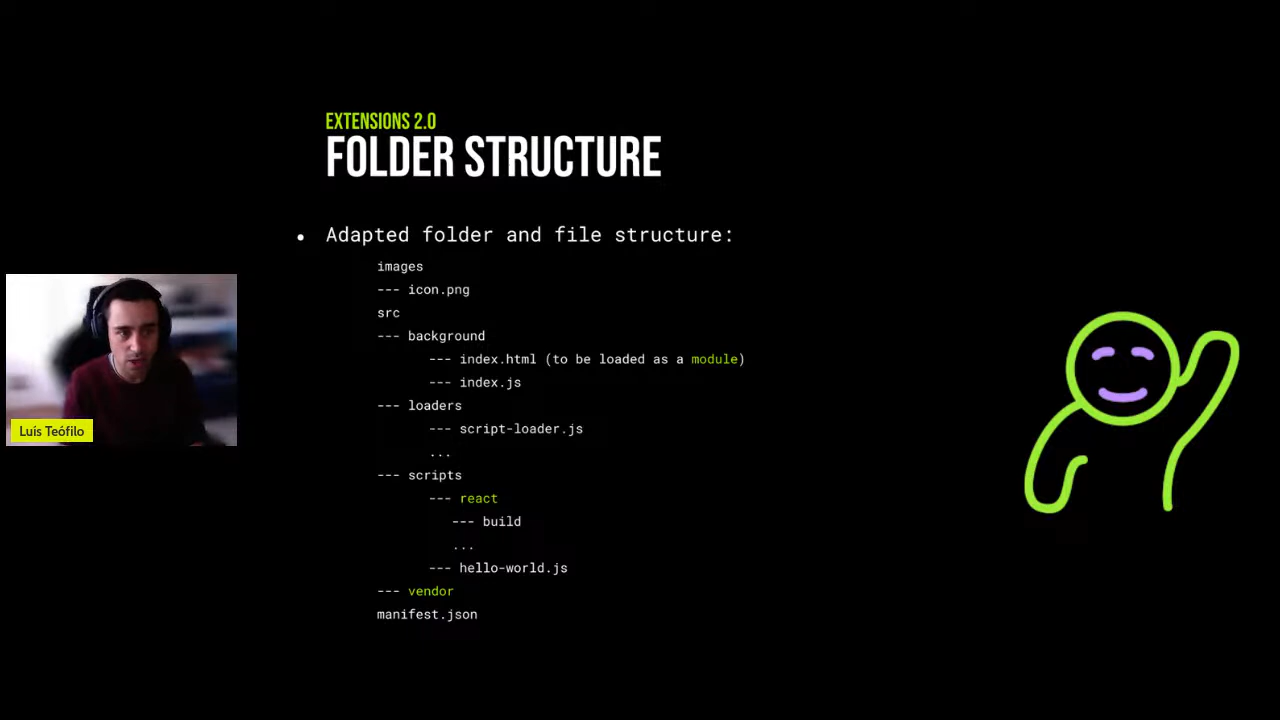 EXTENSIONS 2.0
FOLDER STRUCTURE
• Adapted folder and file structure:
images
--- icon.png
src
--- background
--- index.html (to be loaded as a module)
--- index.js
--- loaders
--- script-loader.js
...
--- scripts
--- react
--- build
...
--- hello-world.js
--- vendor
manifest.json
Luís Teófilo